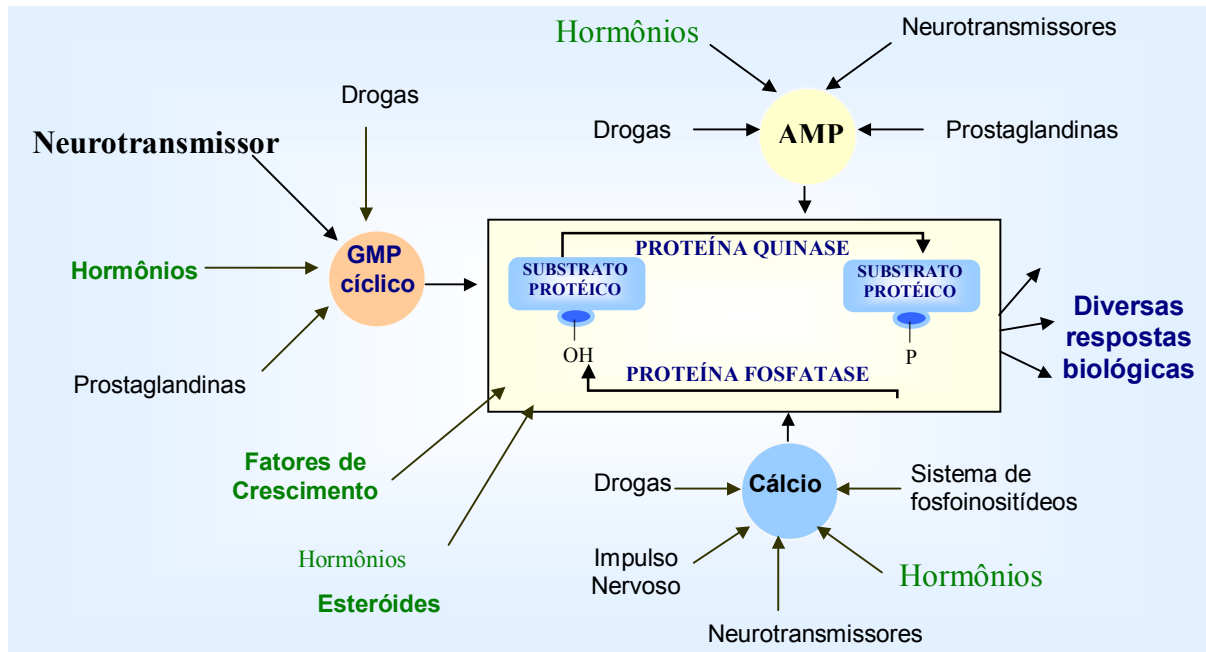 Hormônios
Neurotransmissores
Drogas
AMP
Prostaglandinas
Drogas
Neurotransmissor
Hormônios
GMP
cíclico
Prostaglandinas
PROTEÍNA QUINASE
SUBSTRATO
PROTÉICO
OH
SUBSTRATO
PROTÉICO
P
PROTEÍNA FOSFATASE
Diversas
respostas
biológicas
Fatores de
Crescimento
Hormônios
Esteróides
Drogas
Cálcio
Sistema de
fosfoinositídeos
Impulso
Nervoso
Hormônios
Neurotransmissores